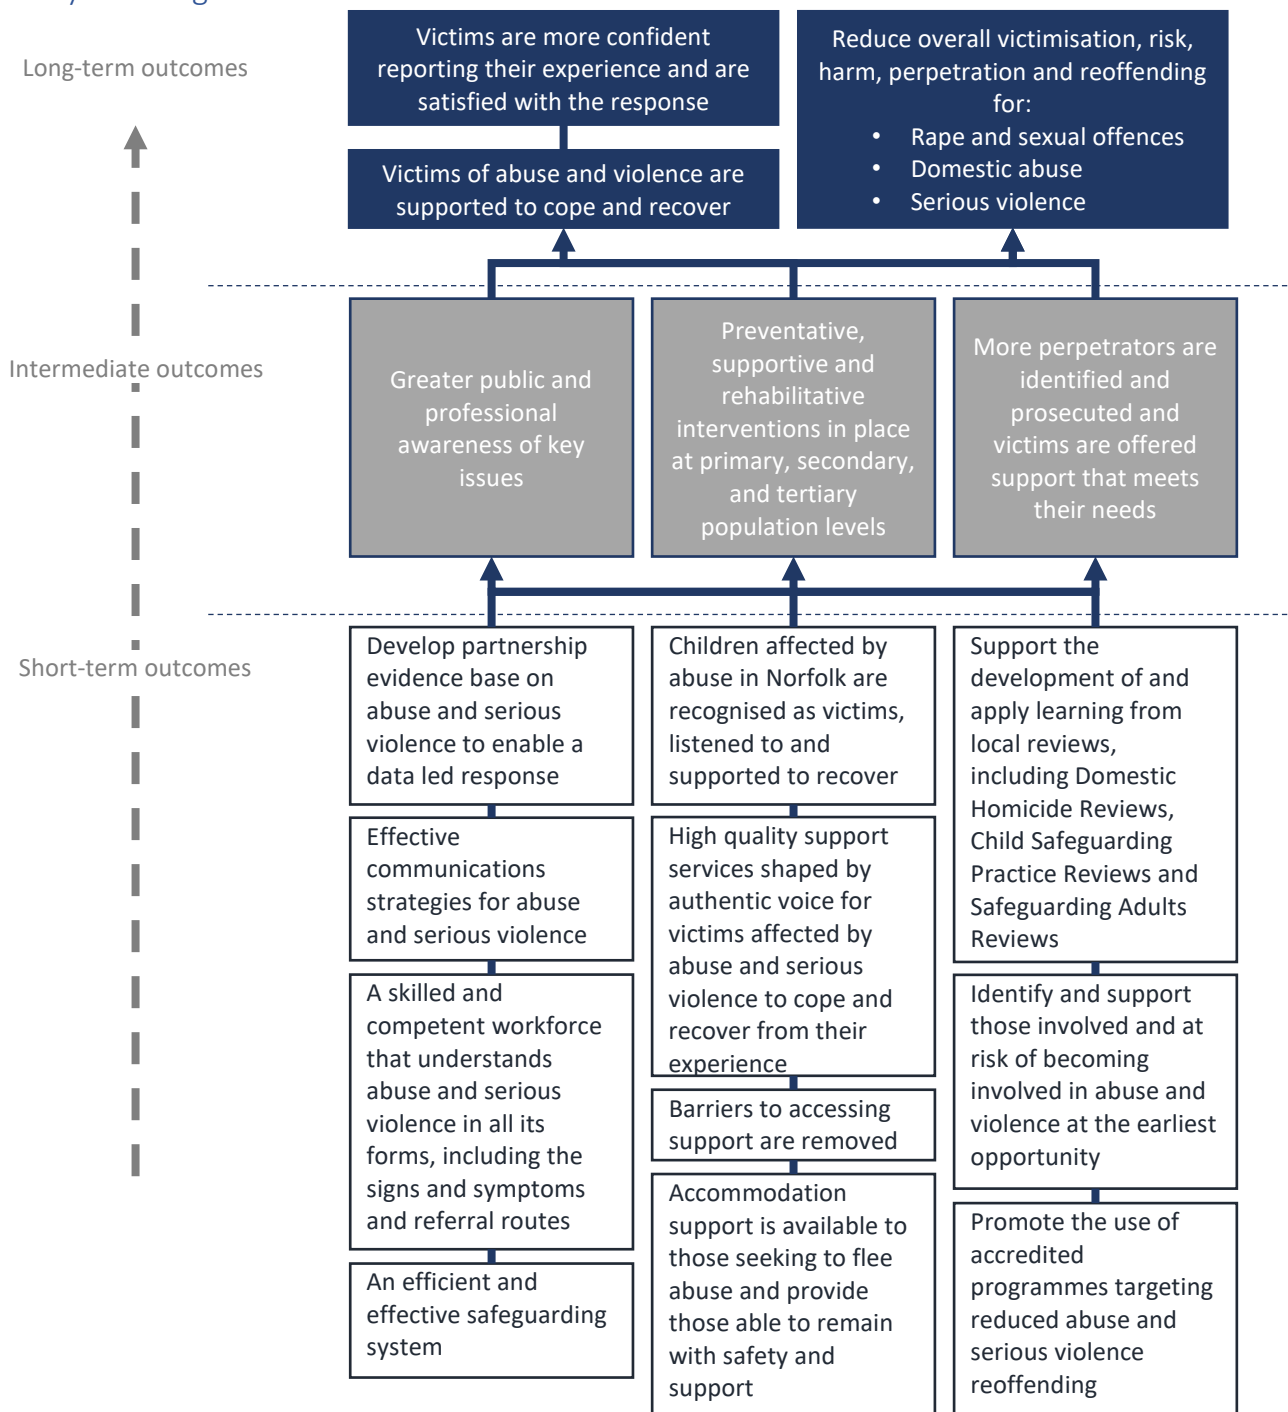 Long-term outcomes
Victims are more confident
reporting their experience and are
satisfied with the response
Victims of abuse and violence are
supported to cope and recover
Reduce overall victimisation, risk,
harm, perpetration and reoffending
for:
• Rape and sexual offences
• Domestic abuse
• Serious violence
Intermediate outcomes
Greater public and
professional
awareness of key
issues
Preventative,
supportive and
rehabilitative
interventions in place
at primary, secondary,
and tertiary
population levels
More perpetrators are
identified and
prosecuted and
victims are offered
support that meets
their needs
Short-term outcomes
Develop partnership
evidence base on
abuse and serious
violence to enable a
data led response
Effective
communications
strategies for abuse
and serious violence
A skilled and
competent workforce
that understands
abuse and serious
violence in all its
forms, including the
signs and symptoms
and referral routes
An efficient and
effective safeguarding
system
Children affected by
abuse in Norfolk are
recognised as victims,
listened to and
supported to recover
High quality support
services shaped by
authentic voice for
victims affected by
abuse and serious
violence to cope and
recover from their
experience
Barriers to accessing
support are removed
Accommodation
support is available to
those seeking to flee
abuse and provide
those able to remain
with safety and
support
Support the
development of and
apply learning from
local reviews,
including Domestic
Homicide Reviews,
Child Safeguarding
Practice Reviews and
Safeguarding Adults
Reviews
Identify and support
those involved and at
risk of becoming
involved in abuse and
violence at the earliest
opportunity
Promote the use of
accredited
programmes targeting
reduced abuse and
serious violence
reoffending